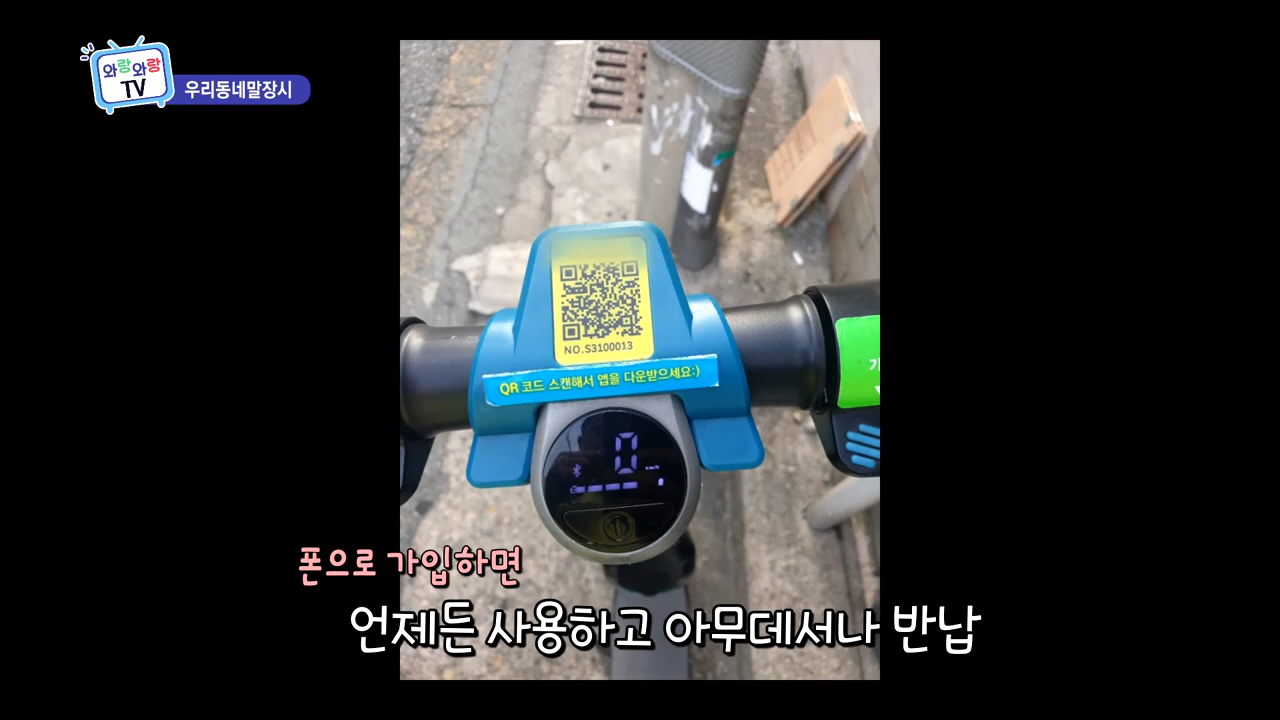 와랑와랑
TV
우리동네말장시
NO.S3100013
QR 코드 스캔해서 앱을 다운받으세요:)
0
km/h
폰으로 가입하면
언제든 사용하고 아무데서나 반납